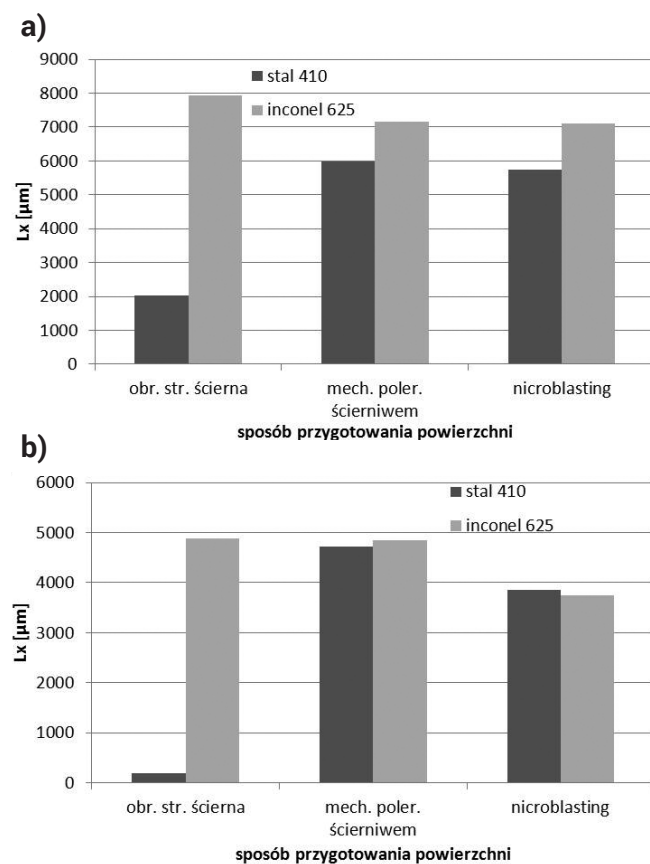 a)
9000
8000
7000
6000
5000
4000
3000
2000
1000
0
Lx [µm]
stal 410
inconel 625
obr. str. ścierna
mech. poler.
ścierniwem
nicroblasting
sposób przygotowania powierzchni
b)
6000
5000
4000
3000
2000
1000
0
Lx [µm]
stal 410
inconel 625
obr. str. ścierna
mech. poler.
ścierniwem
nicroblasting
sposób przygotowania powierzchni